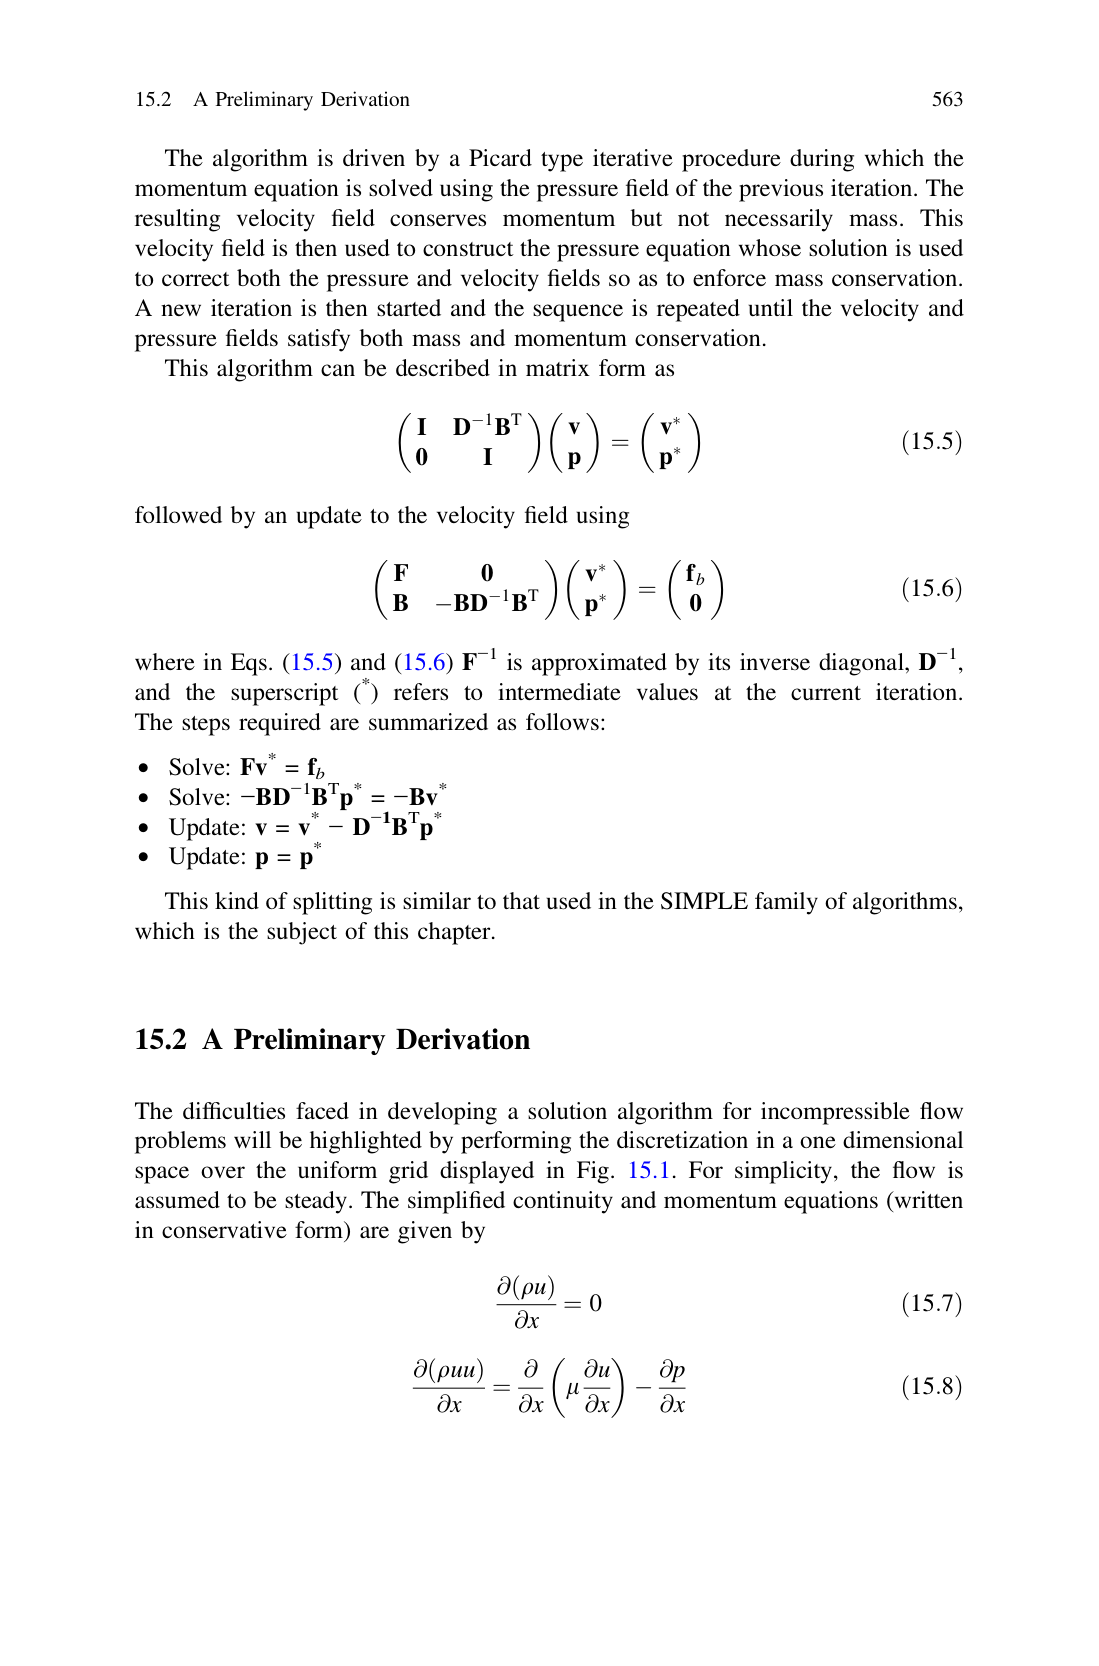 15.2 A Preliminary Derivation 563
The algorithm is driven by a Picard type iterative procedure during which the
momentum equation is solved using the pressure field of the previous iteration. The
resulting velocity field conserves momentum but not necessarily mass. This
velocity field is then used to construct the pressure equation whose solution is used
to correct both the pressure and velocity fields so as to enforce mass conservation.
A new iteration is then started and the sequence is repeated until the velocity and
pressure fields satisfy both mass and momentum conservation.
This algorithm can be described in matrix form as
$$\begin{pmatrix} \mathbf{I} & \mathbf{D}^{-1}\mathbf{B}^{\mathrm{T}} \\ \mathbf{0} & \mathbf{I} \end{pmatrix} \begin{pmatrix} \mathbf{v} \\ \mathbf{p} \end{pmatrix} = \begin{pmatrix} \mathbf{v}^* \\ \mathbf{p}^* \end{pmatrix}$$ (15.5)
followed by an update to the velocity field using
$$\begin{pmatrix} \mathbf{F} & \mathbf{0} \\ \mathbf{B} & -\mathbf{B}\mathbf{D}^{-1}\mathbf{B}^{\mathrm{T}} \end{pmatrix} \begin{pmatrix} \mathbf{v}^* \\ \mathbf{p}^* \end{pmatrix} = \begin{pmatrix} \mathbf{f}_b \\ \mathbf{0} \end{pmatrix}$$ (15.6)
where in Eqs. (15.5) and (15.6) **F**⁻¹ is approximated by its inverse diagonal, **D**⁻¹,
and the superscript (\*) refers to intermediate values at the current iteration.
The steps required are summarized as follows:
• Solve: $\mathbf{F}\mathbf{v}^* = \mathbf{f}_b$
• Solve: $-\mathbf{B}\mathbf{D}^{-1}\mathbf{B}^{\mathrm{T}}\mathbf{p}^* = -\mathbf{B}\mathbf{v}^*$
• Update: $\mathbf{v} = \mathbf{v}^* - \mathbf{D}^{-1}\mathbf{B}^{\mathrm{T}}\mathbf{p}^*$
• Update: $\mathbf{p} = \mathbf{p}^*$
This kind of splitting is similar to that used in the SIMPLE family of algorithms,
which is the subject of this chapter.
15.2 A Preliminary Derivation
The difficulties faced in developing a solution algorithm for incompressible flow
problems will be highlighted by performing the discretization in a one dimensional
space over the uniform grid displayed in Fig. 15.1. For simplicity, the flow is
assumed to be steady. The simplified continuity and momentum equations (written
in conservative form) are given by
$$\frac{\partial(\rho u)}{\partial x} = 0$$ (15.7)
$$\frac{\partial(\rho u u)}{\partial x} = \frac{\partial}{\partial x}\left(\mu \frac{\partial u}{\partial x}\right) - \frac{\partial p}{\partial x}$$ (15.8)